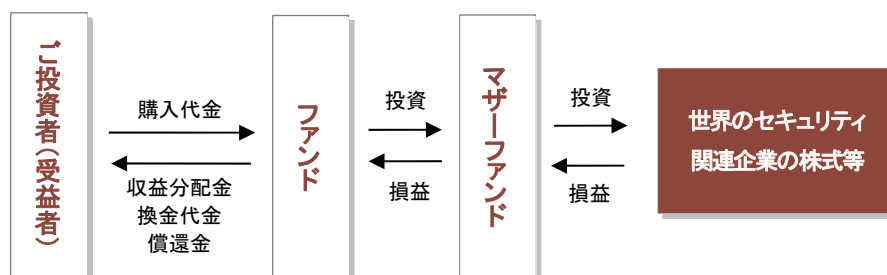 ご投資者(受益者)
購入代金
収益分配金
換金代金
償還金
ファンド
投資
損益
マザーファンド
投資
損益
世界のセキュリティ
関連企業の株式等